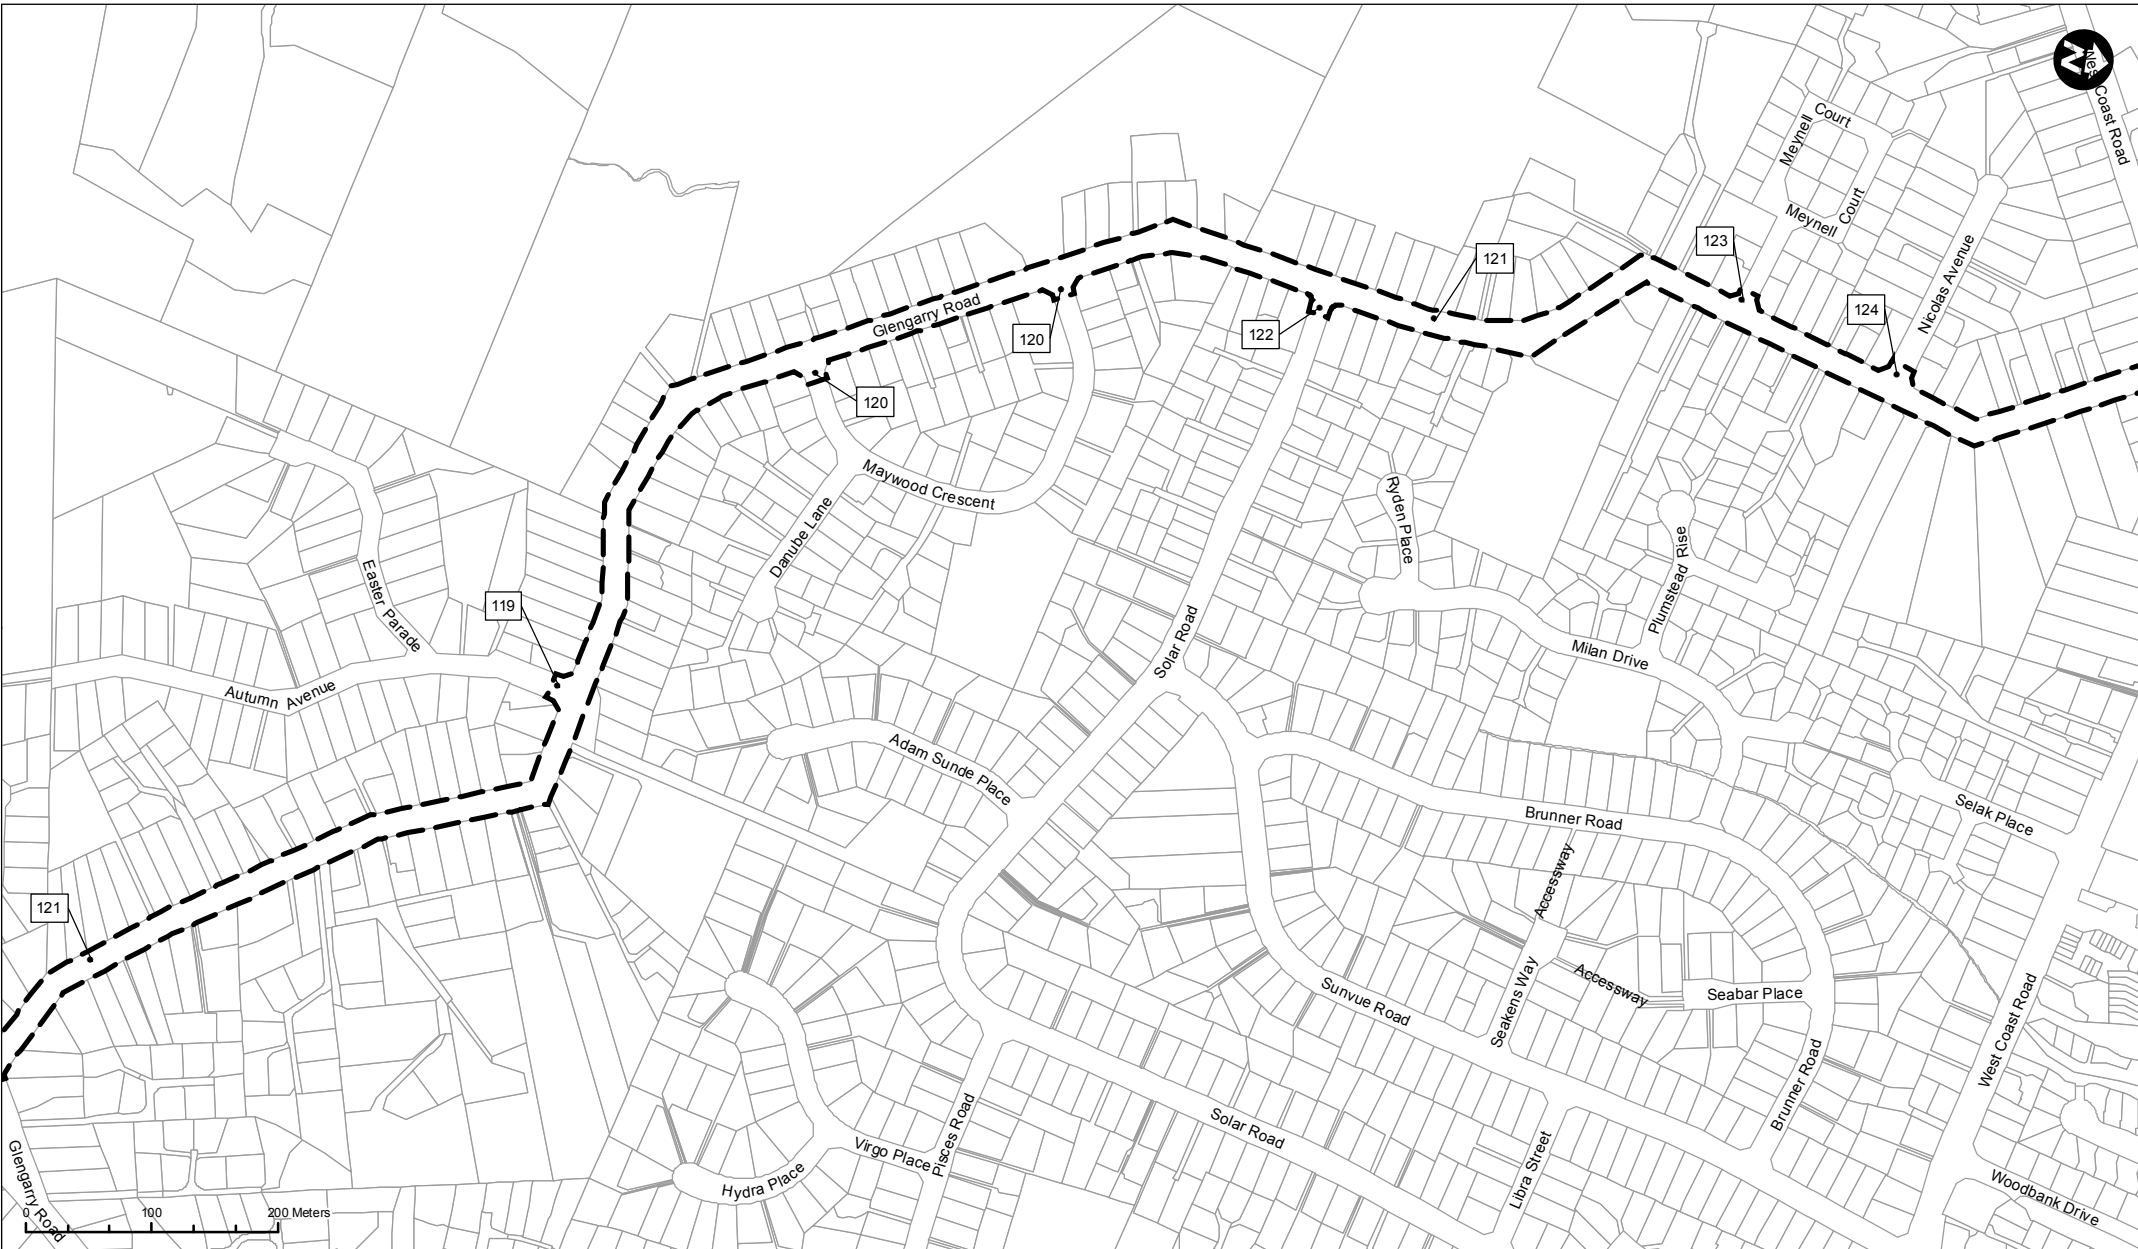 Court
Meynell
Coast Road
Court
Meynell
123
Nicolas Avenue
121
124
Glengarry Road
120
122
120
Maywood Crescent
Ryden Place
Danube Lane
Plumstead Rise
Easter Parade
119
Solar Road
Milan Drive
Autumn Avenue
Adam Sunde Place
Selak Place
Brunner Road
Accessway
121
Accessway
Seabar Place
Sunvue Road
Seakens Way
West Coast Road
Brunner Road
Solar Road
Pisces Road
Virgo Place
Libra Street
Hydra Place
Woodbank Drive
Glengarry Road
0 100 200 Meters